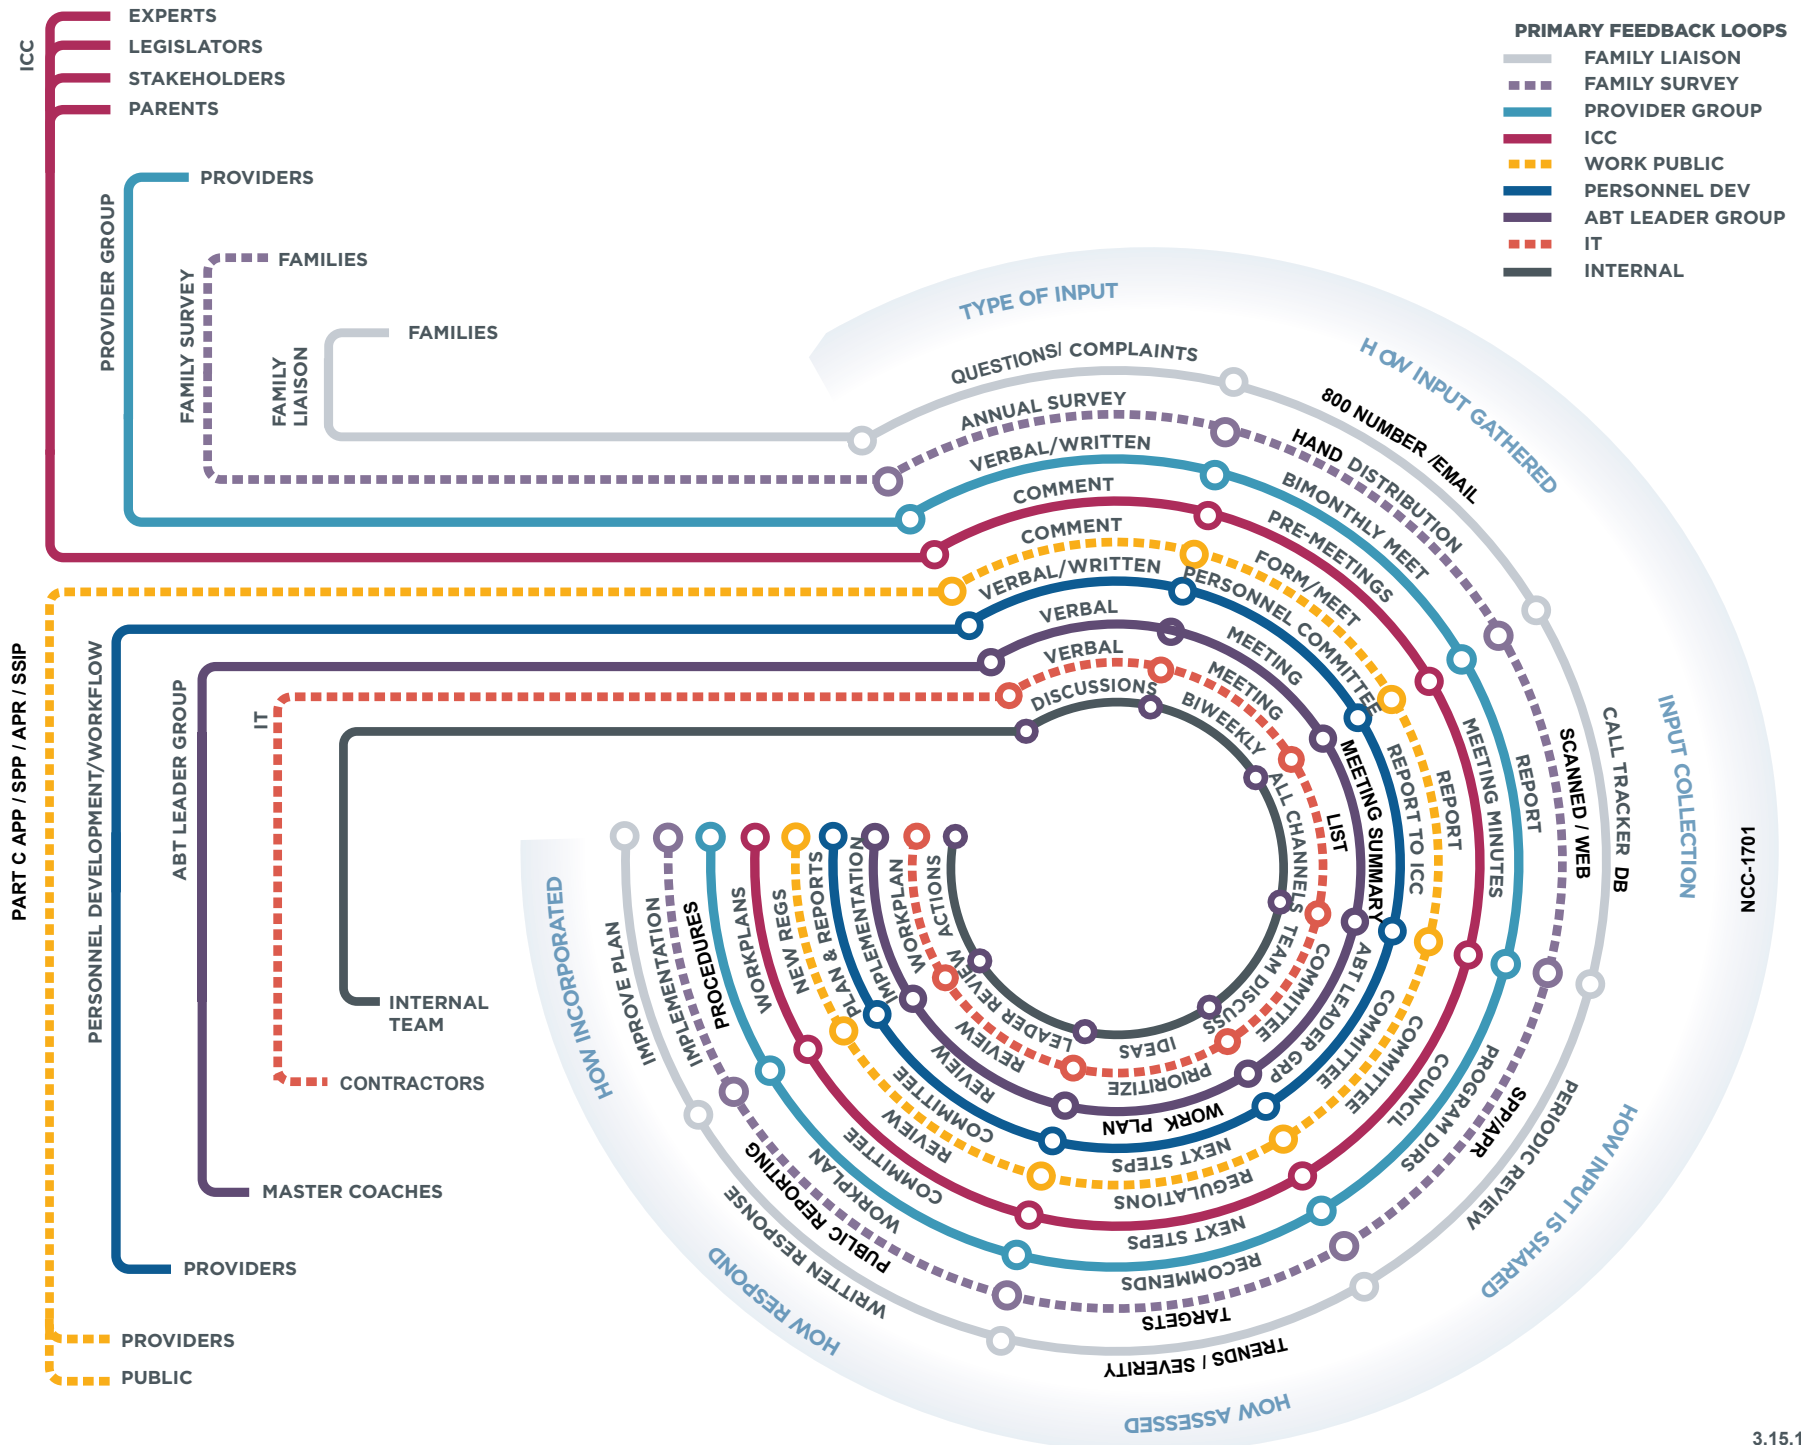 ICC
EXPERTS
LEGISLATORS
STAKEHOLDERS
PARENTS
PROVIDER GROUP
PROVIDERS
FAMILY SURVEY
FAMILIES
FAMILY
LIAISON
FAMILIES
PRIMARY FEEDBACK LOOPS
FAMILY LIAISON
FAMILY SURVEY
PROVIDER GROUP
ICC
WORK PUBLIC
PERSONNEL DEV
ABT LEADER GROUP
IT
INTERNAL
PART C APP / SPP / APR / SSIP
PROVIDERS
PUBLIC
PERSONNEL DEVELOPMENT/WORKFLOW
PROVIDERS
ABT LEADER GROUP
MASTER COACHES
IT
CONTRACTORS
INTERNAL
TEAM
TYPE OF INPUT
QUESTIONS/ COMPLAINTS
ANNUAL SURVEY
VERBAL/WRITTEN
COMMENT
COMMENT
VERBAL/WRITTEN
VERBAL
VERBAL
DISCUSSIONS
HOW INPUT GATHERED
800 NUMBER /EMAIL
HAND DISTRIBUTION
BIMONTHLY MEET
PRE-MEETINGS
FORM/MEET
PERSONNEL COMMITTEE
MEETING
MEETING
BIWEEKLY
INPUT COLLECTION
CALL TRACKER DB
SCANNED / WEB
REPORT
MEETING MINUTES
REPORT
REPORT TO ICC
MEETING SUMMARY
LIST
ALL CHANNELS
HOW INPUT IS SHARED
PERIODIC REVIEW
SPP/APR
PROGRAM DIRS
COUNCIL
COMMITTEE
COMMITTEE
ABT LEADER GRP
COMMITTEE
TEAM DISCUSS
HOW ASSESSED
TRENDS / SEVERITY
TARGETS
RECOMMENDS
NEXT STEPS
REGULATIONS
NEXT STEPS
WORK PLAN
PRIORITIZE
IDEAS
HOW RESPOND
WRITTEN RESPONSE
PUBLIC REPORTING
WORKPLAN
COMMITTEE
REVIEW
COMMITTEE
REVIEW
REVIEW
LEADER REVIEW
HOW INCORPORATED
IMPROVE PLAN
IMPLEMENTATION
PROCEDURES
WORKPLANS
NEW REGS
PLAN & REPORTS
IMPLEMENTATION
WORKPLAN
ACTIONS
NCC-1701
3.15.1